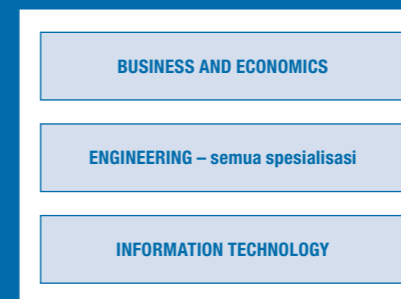 BUSINESS AND ECONOMICS
ENGINEERING – semua spesialisasi
INFORMATION TECHNOLOGY